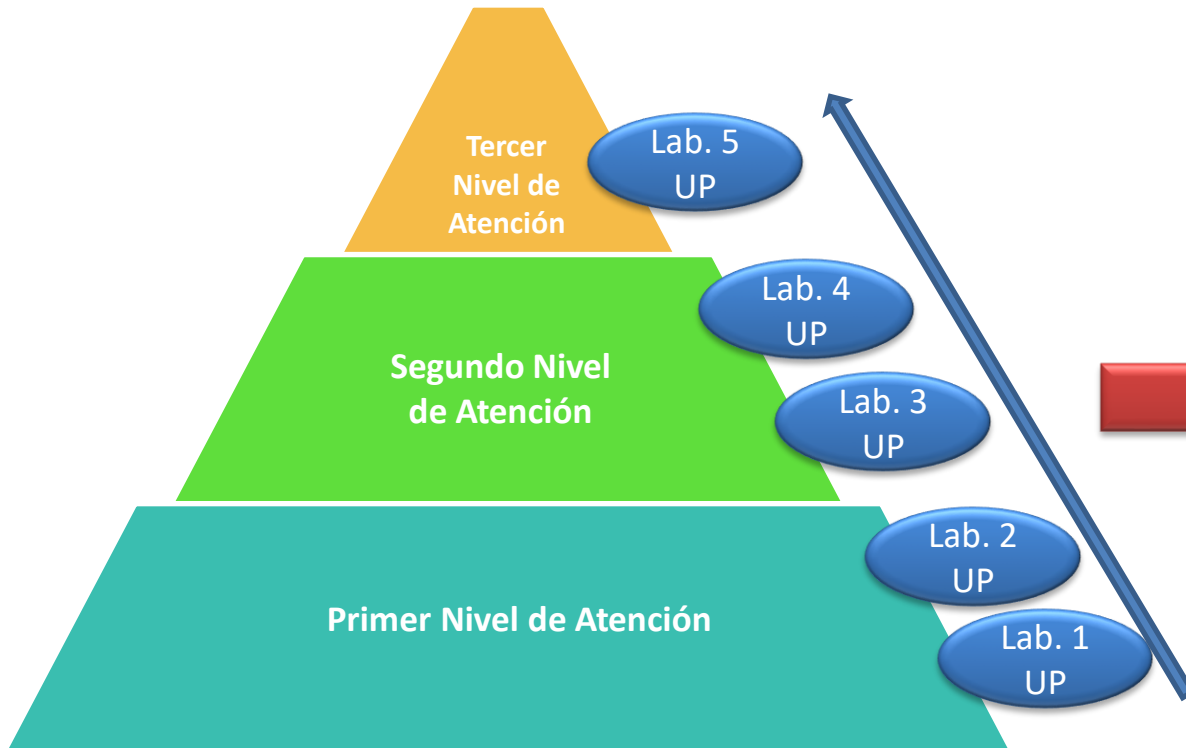 Tercer
Nivel de
Atención
Lab. 5
UP
Lab. 4
UP
Segundo Nivel
de Atención
Lab. 3
UP
Lab. 2
UP
Primer Nivel de Atención
Lab. 1
UP